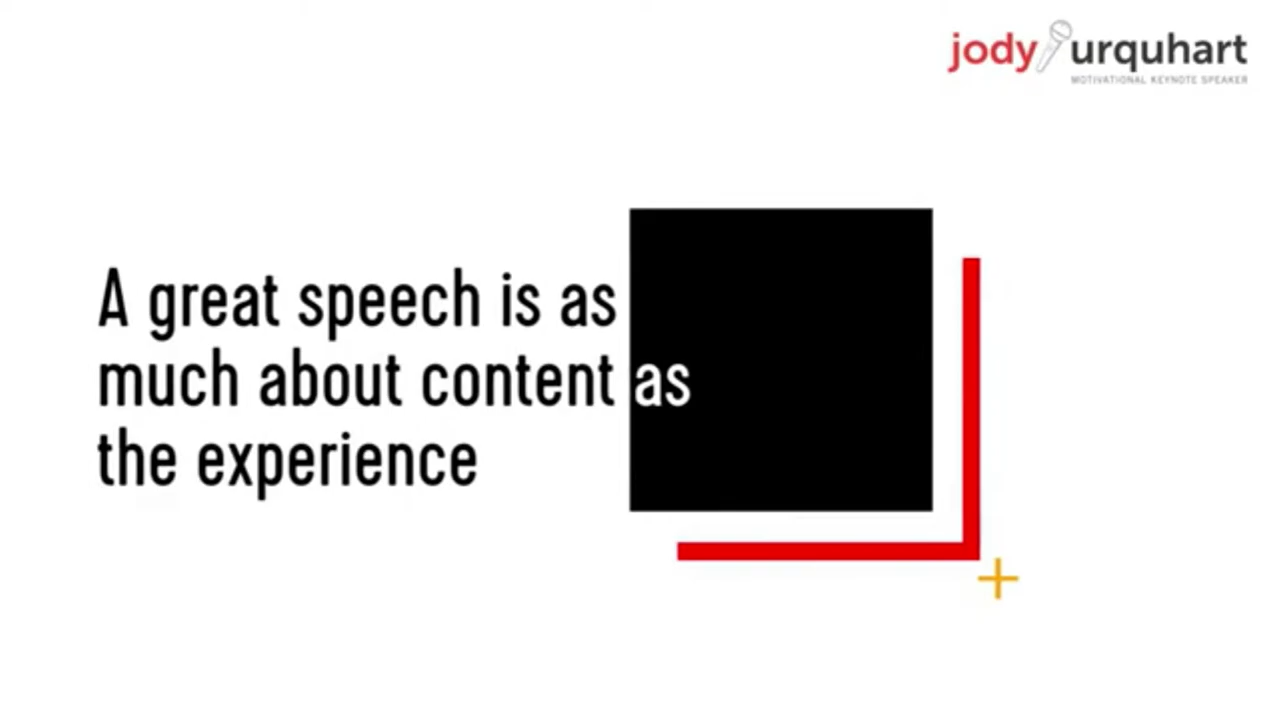 jody urquhart
MOTIVATIONAL KEYNOTE SPEAKER
A great speech is as
much about content as
the experience